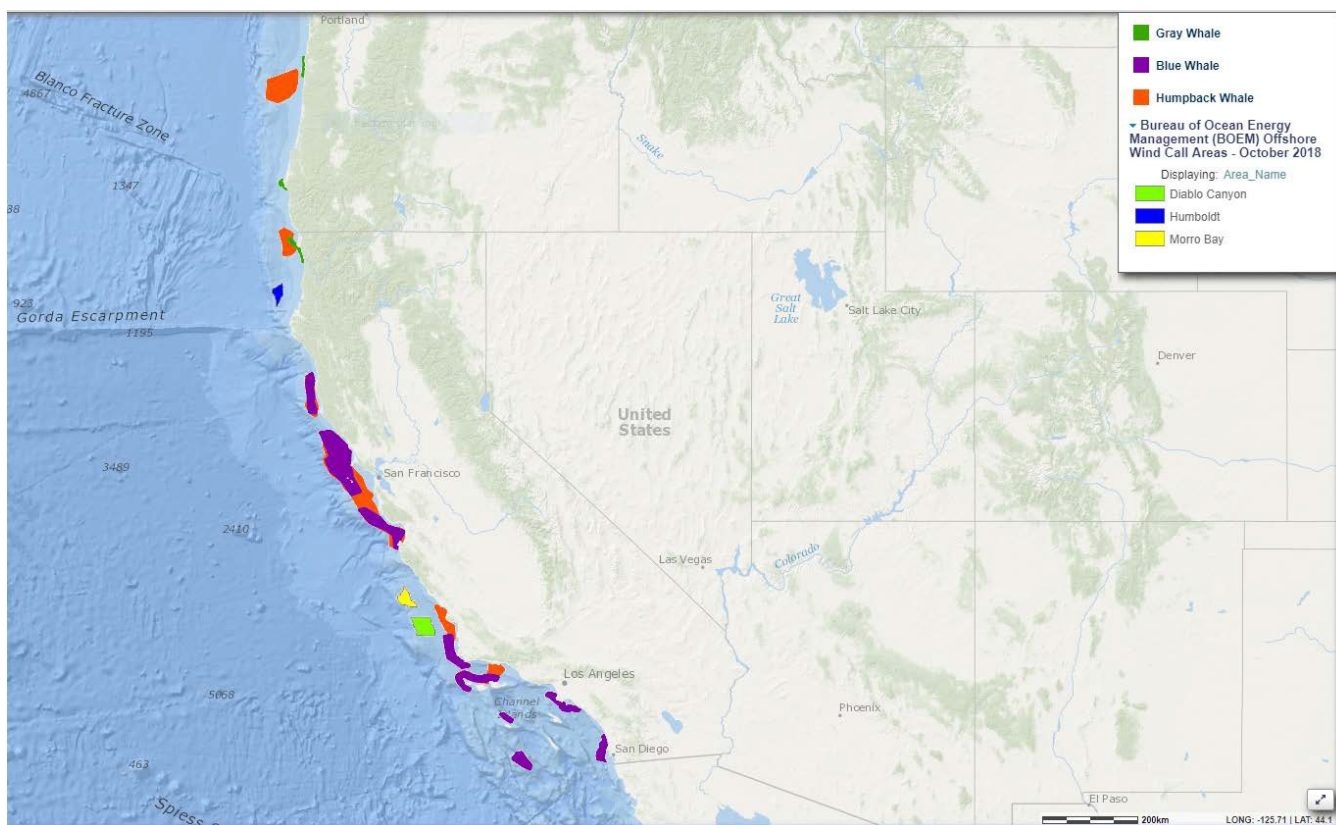 Portland
Blanco Fracture Zone
4867
1347
38
923
Gorda Escarpment
1195
Snake
Great
Salt
Lake
Salt Lake City
Denver
United
States
3489
San Francisco
2410
Las Vegas
Colorado
Los Angeles
5068
Channel
Islands
Phoenix
San Diego
463
El Paso
Gray Whale
Blue Whale
Humpback Whale
Bureau of Ocean Energy
Management (BOEM) Offshore
Wind Call Areas - October 2018
Displaying: Area_Name
Diablo Canyon
Humboldt
Morro Bay
200km
LONG: -125.71 | LAT: 44.1